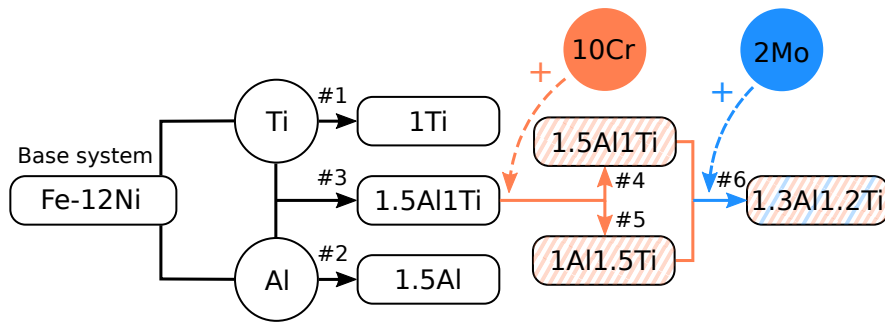 10Cr
2Mo
+
+
#1
Ti
1Ti
Base system
Fe-12Ni
#3
1.5Al1Ti
1.5Al1Ti
#4
#6
1.3Al1.2Ti
#5
1Al1.5Ti
#2
Al
1.5Al